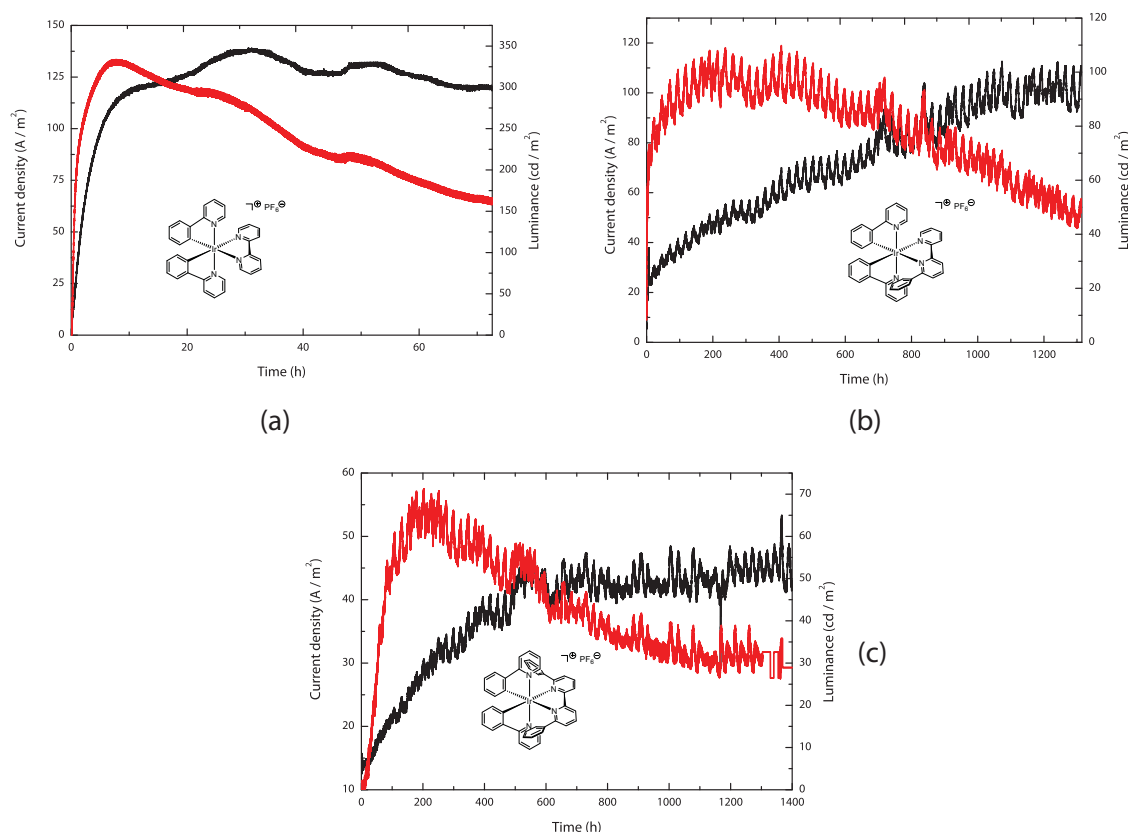 150
125
100
75
50
25
0
Current density (A / m²)
350
300
250
200
150
100
50
0
Luminance (cd / m²)
0
20
40
60
Time (h)
⊕ PF₆⊖
N
N
Ir
N
N
(a)
120
100
80
60
40
20
0
Current density (A / m²)
120
100
80
60
40
20
0
Luminance (cd / m²)
0
200
400
600
800
1000
1200
Time (h)
⊕ PF₆⊖
N
N
Ir
N
N
(b)
60
50
40
30
20
10
Current density (A / m²)
70
60
50
40
30
20
10
0
Luminance (cd / m²)
0
200
400
600
800
1000
1200
1400
Time (h)
⊕ PF₆⊖
N
N
Ir
N
N
(c)